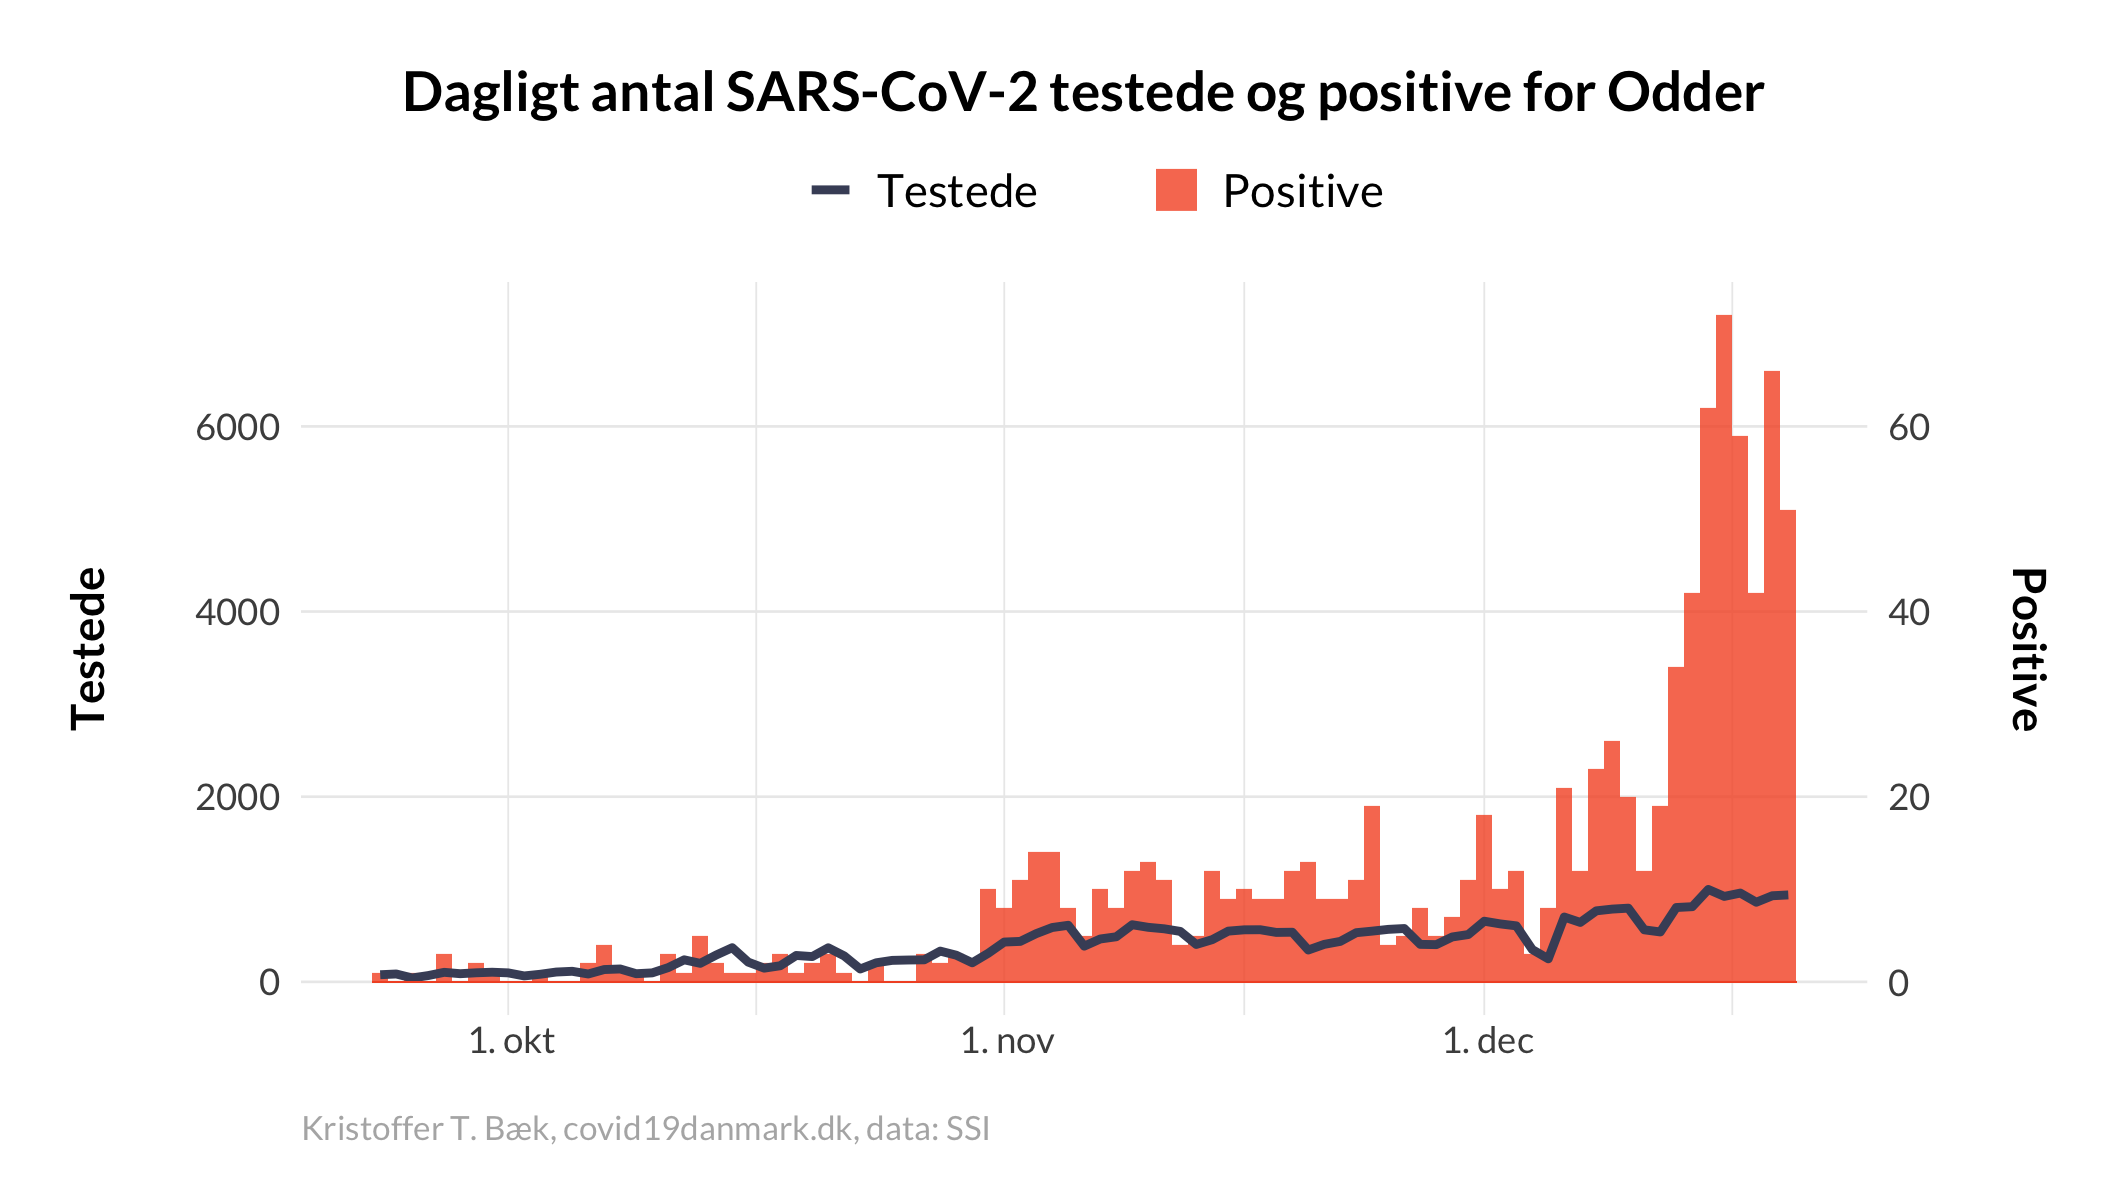 Dagligt antal SARS-CoV-2 testede og positive for Odder
Testede
Positive
6000
4000
2000
0
60
40
20
0
Testede
Positive
1. okt
1. nov
1. dec
Kristoffer T. Bæk, covid19danmark.dk, data: SSI